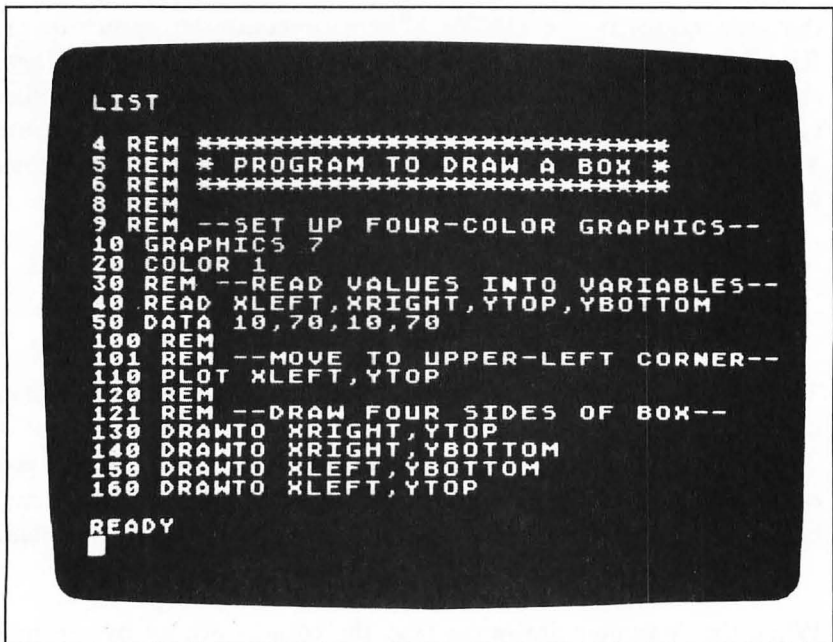 LIST
4 REM **************************
5 REM * PROGRAM TO DRAW A BOX *
6 REM **************************
8 REM
9 REM --SET UP FOUR-COLOR GRAPHICS--
10 GRAPHICS 7
20 COLOR 1
30 REM --READ VALUES INTO VARIABLES--
40 READ XLEFT,XRIGHT,YTOP,YBOTTOM
50 DATA 10,70,10,70
100 REM
101 REM --MOVE TO UPPER-LEFT CORNER--
110 PLOT XLEFT,YTOP
120 REM
121 REM --DRAW FOUR SIDES OF BOX--
130 DRAWTO XRIGHT,YTOP
140 DRAWTO XRIGHT,YBOTTOM
150 DRAWTO XLEFT,YBOTTOM
160 DRAWTO XLEFT,YTOP
READY